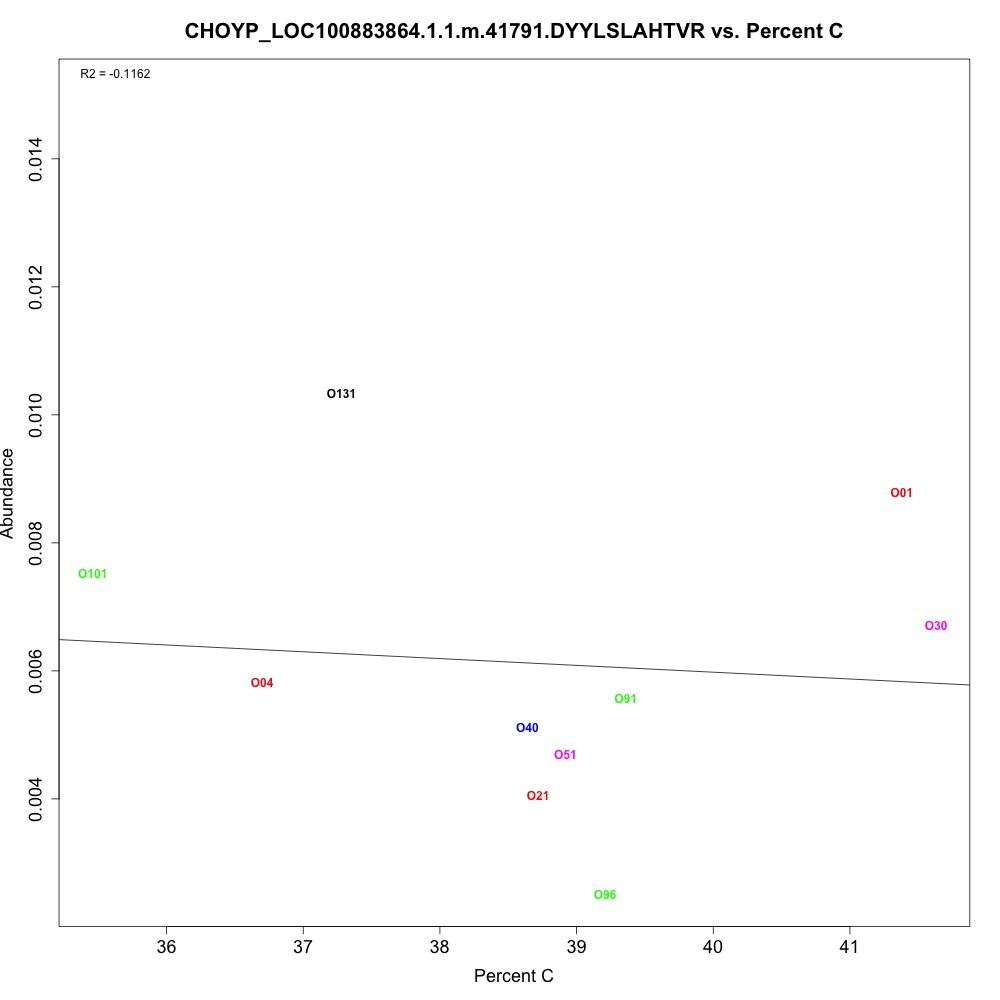 CHOYP_LOC100883864.1.1.m.41791.DYYLSLAHTVR vs. Percent C
R2 = -0.1162
0.014
0.012
0.010
0.008
0.006
0.004
Abundance
O131
O01
O101
O30
O04
O91
O40
O51
O21
O96
36 37 38 39 40 41
Percent C